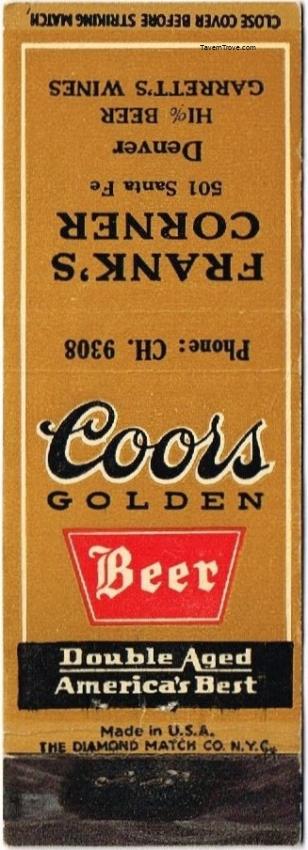 CLOSE COVER BEFORE STRIKING MATCH
TavernTrove.com
FRANK'S
CORNER
501 Santa Fe
Denver
HI% BEER
GARRETT'S WINES
Phone: CH. 9308
Coors
GOLDEN
Beer
Double Aged
America's Best
Made in U.S.A.
THE DIAMOND MATCH CO. N.Y.C.